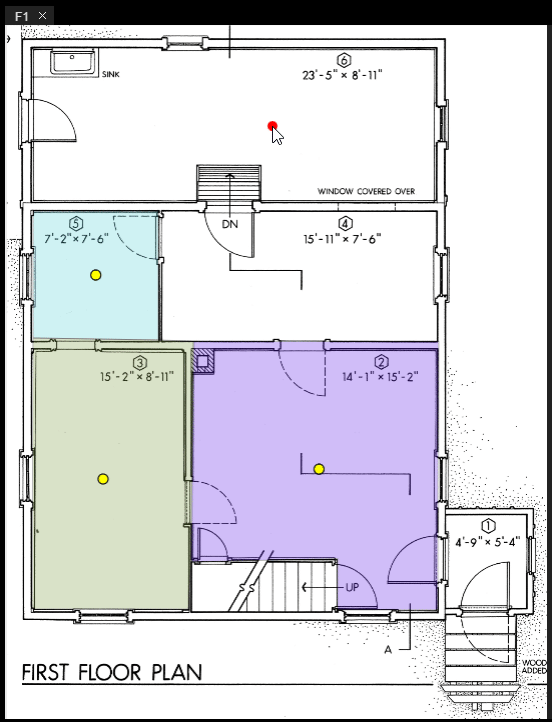 F1 ×
6
23'-5" × 8'-11"
SINK
WINDOW COVERED OVER
5
7'-2" × 7'-6"
DN
4
15'-11" × 7'-6"
3
15'-2" × 8'-11"
2
14'-1" × 15'-2"
1
4'-9" × 5'-4"
UP
A
FIRST FLOOR PLAN
WOOD
ADDED